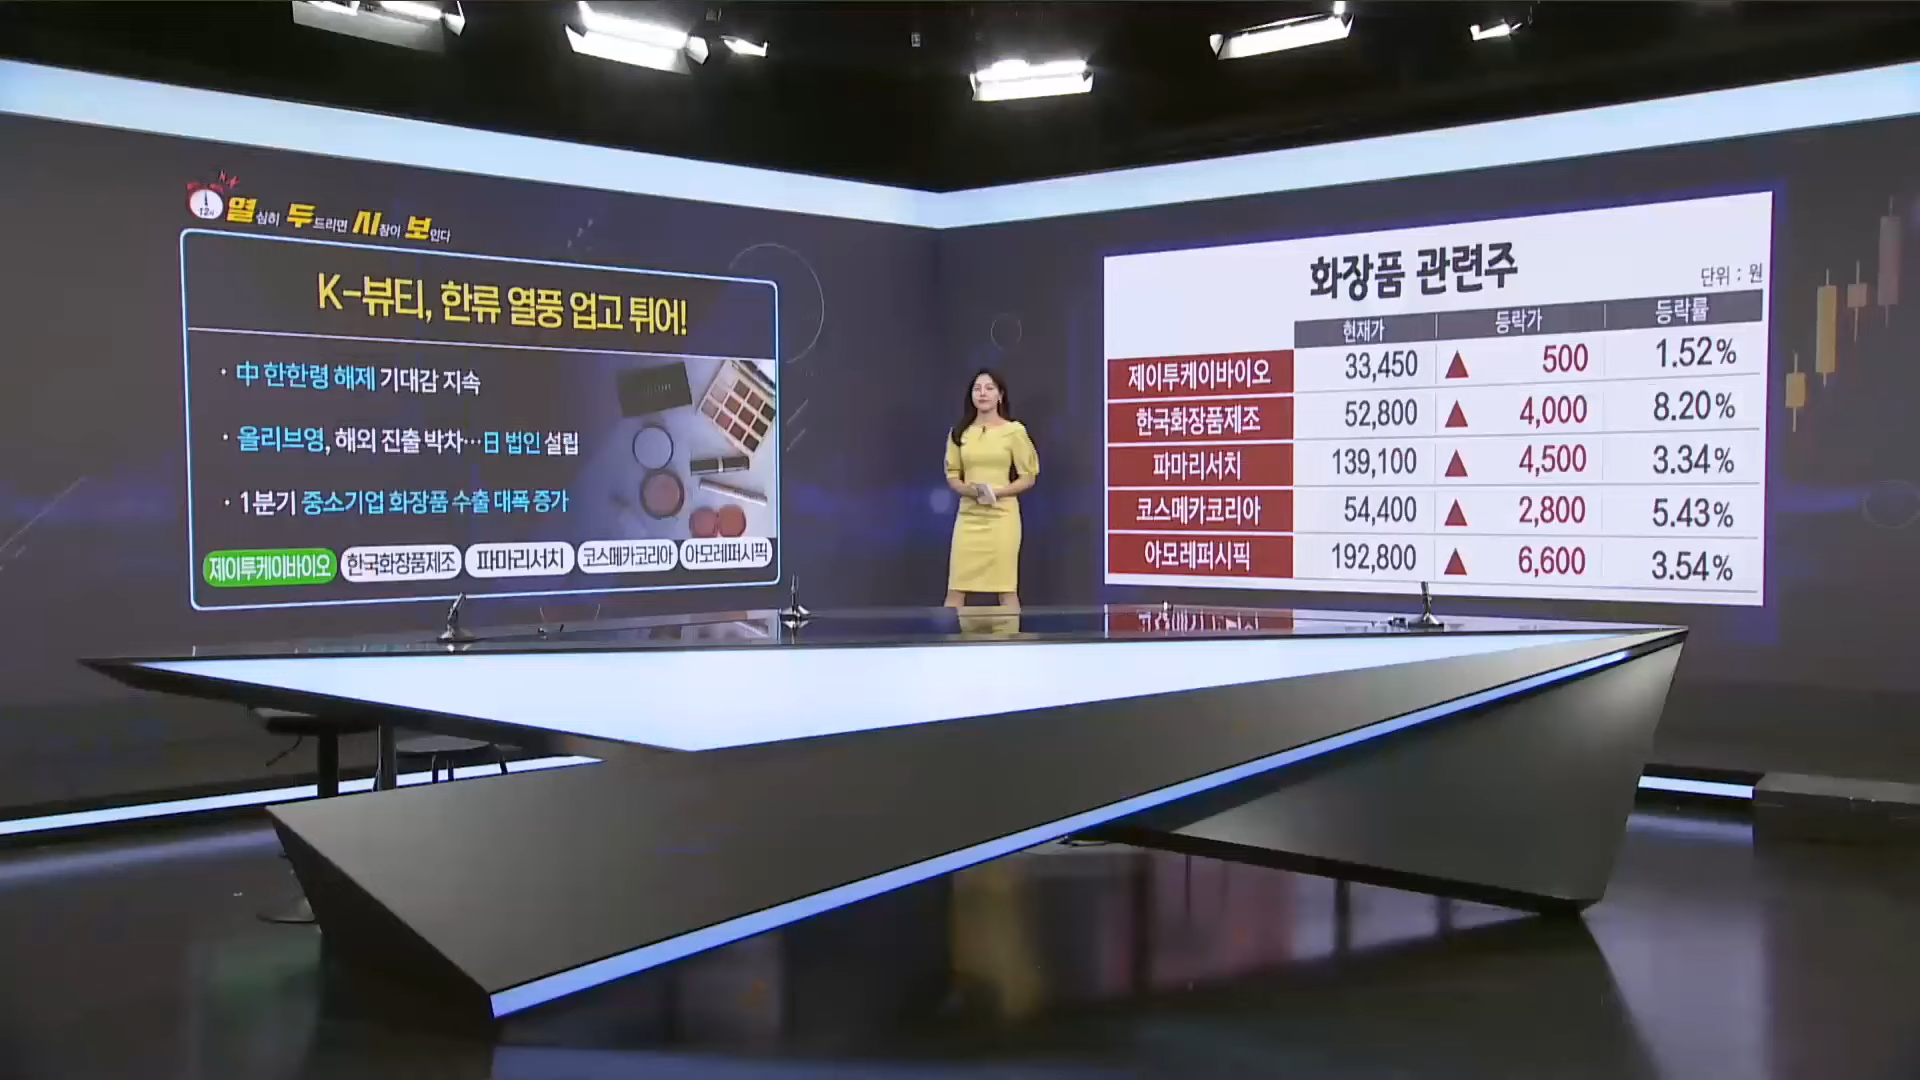 12시
열심히 두드리면 시장이 보인다
K-뷰티, 한류 열풍 업고 튀어!
· 中 한한령 해제 기대감 지속
· 올리브영, 해외 진출 박차…日 법인 설립
· 1분기 중소기업 화장품 수출 대폭 증가
제이투케이바이오 한국화장품제조 파마리서치 코스메카코리아 아모레퍼시픽
화장품 관련주
단위 : 원
현재가 등락가 등락률
제이투케이바이오 33,450 ▲ 500 1.52%
한국화장품제조 52,800 ▲ 4,000 8.20%
파마리서치 139,100 ▲ 4,500 3.34%
코스메카코리아 54,400 ▲ 2,800 5.43%
아모레퍼시픽 192,800 ▲ 6,600 3.54%